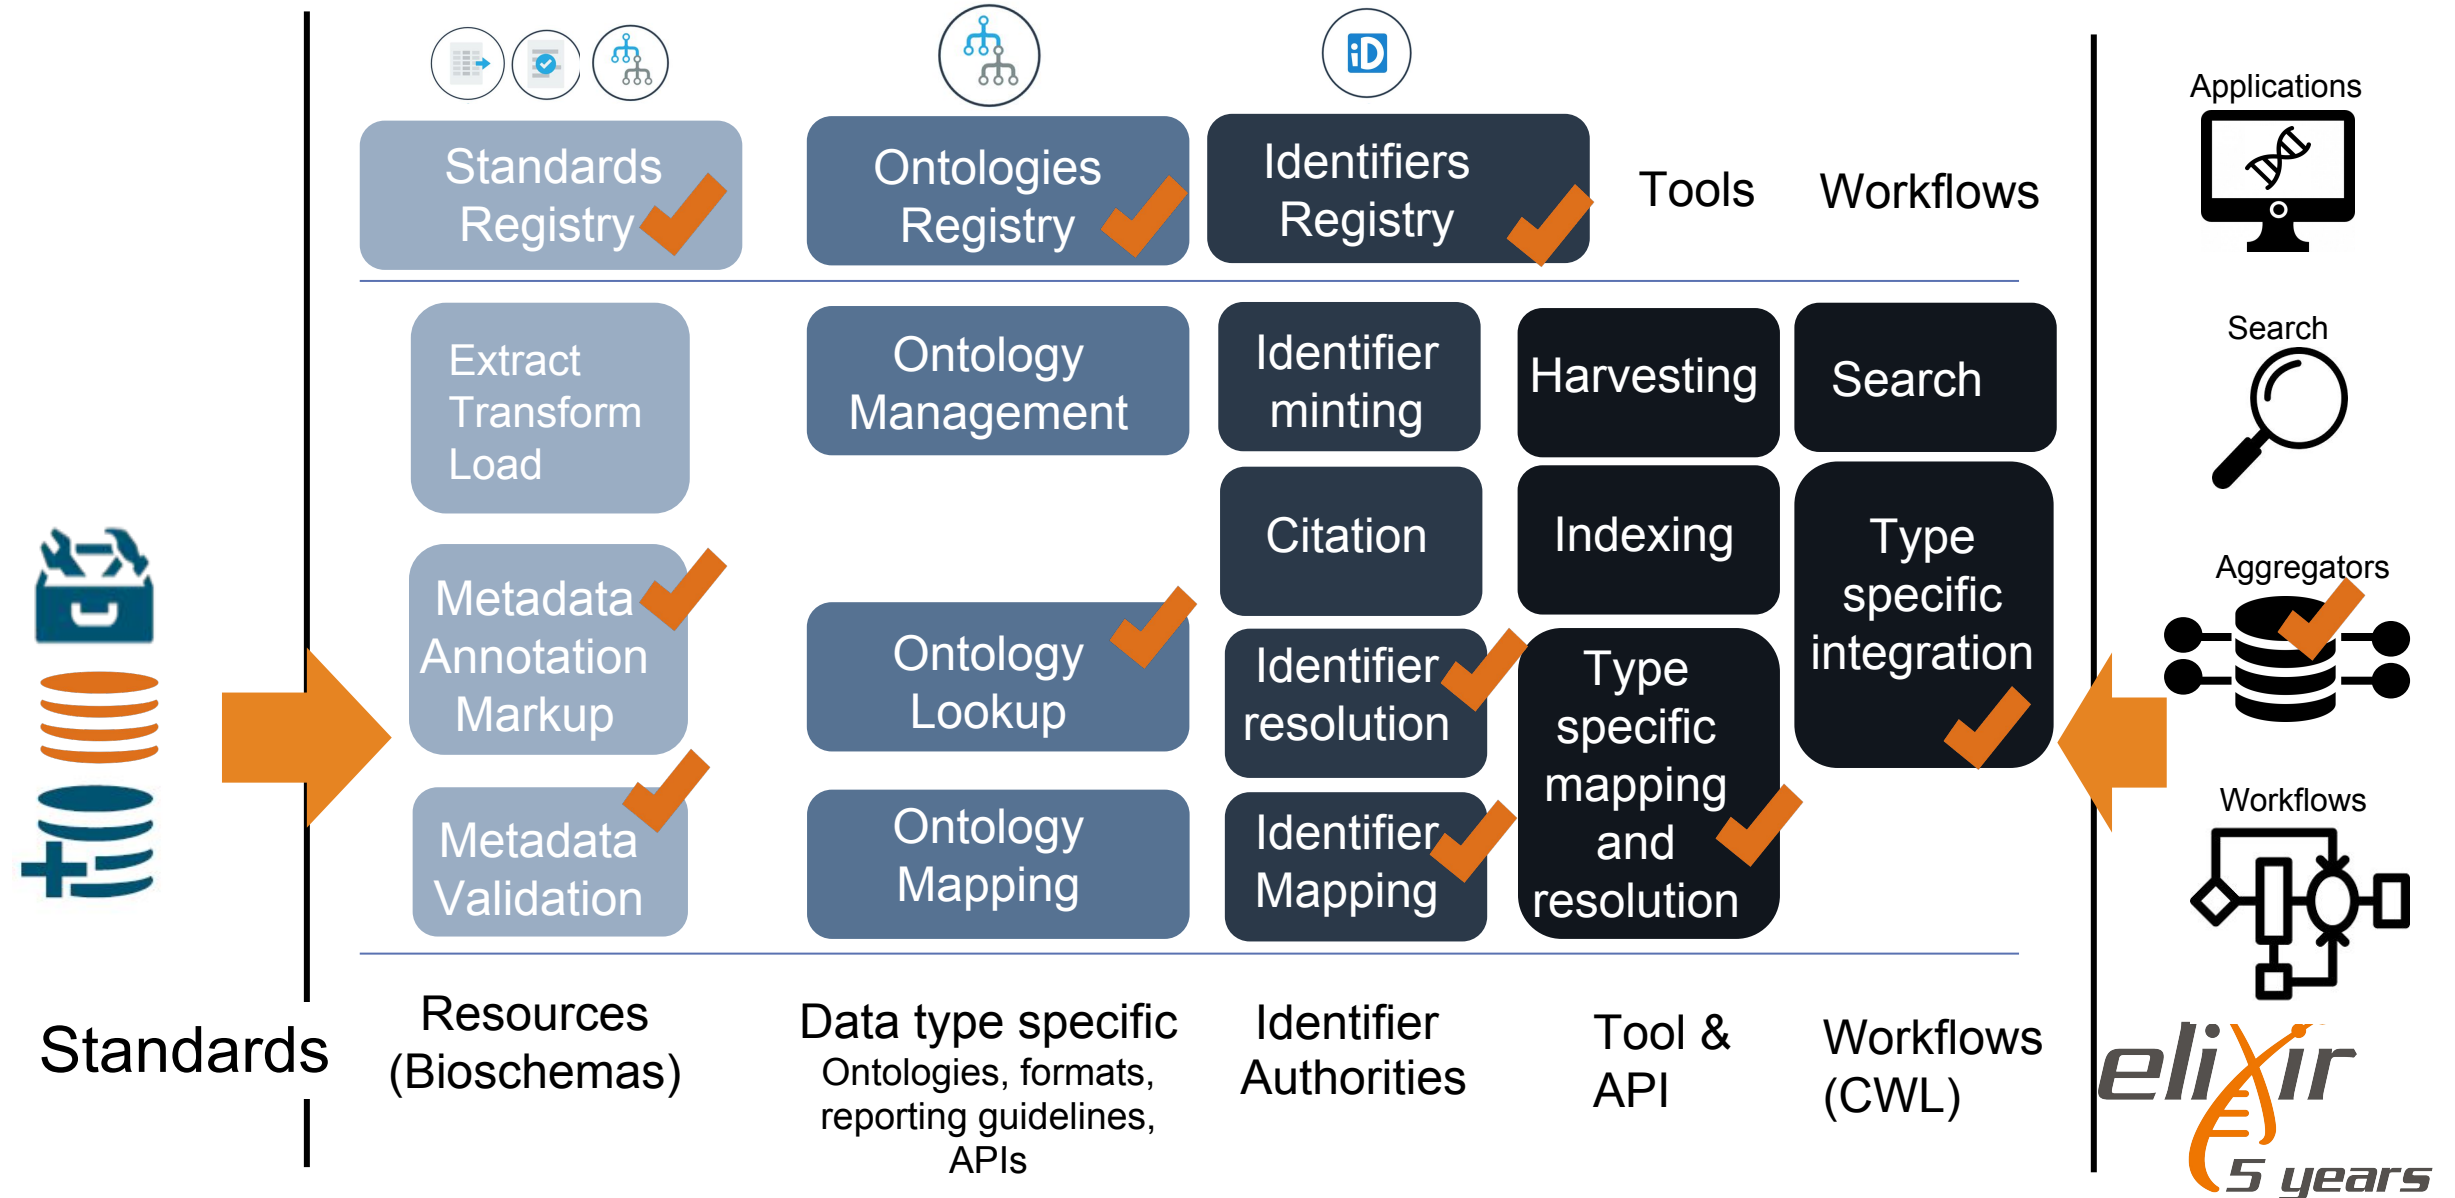 iD
Standards
Registry
Ontologies
Registry
Identifiers
Registry
Tools
Workflows
Extract
Transform
Load
Metadata
Annotation
Markup
Metadata
Validation
Ontology
Management
Ontology
Lookup
Ontology
Mapping
Identifier
minting
Citation
Identifier
resolution
Identifier
Mapping
Harvesting
Indexing
Type
specific
mapping
and
resolution
Search
Type
specific
integration
Applications
Search
Aggregators
Workflows
Standards
Resources
(Bioschemas)
Data type specific
Ontologies, formats,
reporting guidelines,
APIs
Identifier
Authorities
Tool &
API
Workflows
(CWL)
elixir
5 years